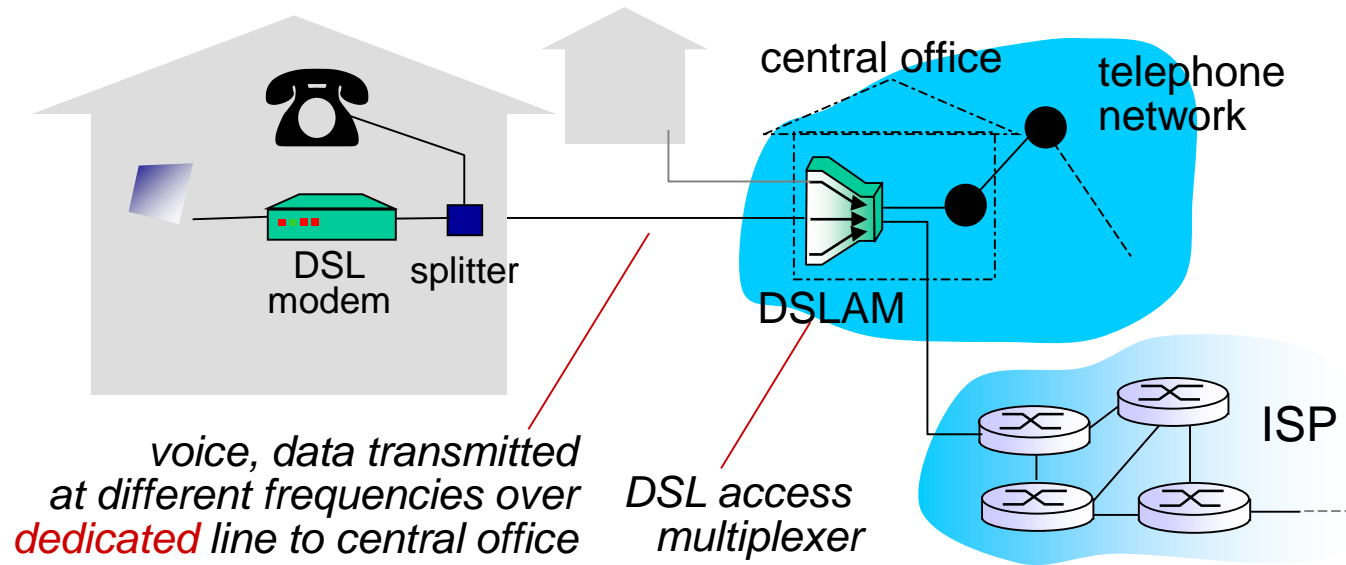 central office
telephone
network
DSL
modem
splitter
DSLAM
ISP
voice, data transmitted
at different frequencies over
dedicated line to central office
DSL access
multiplexer